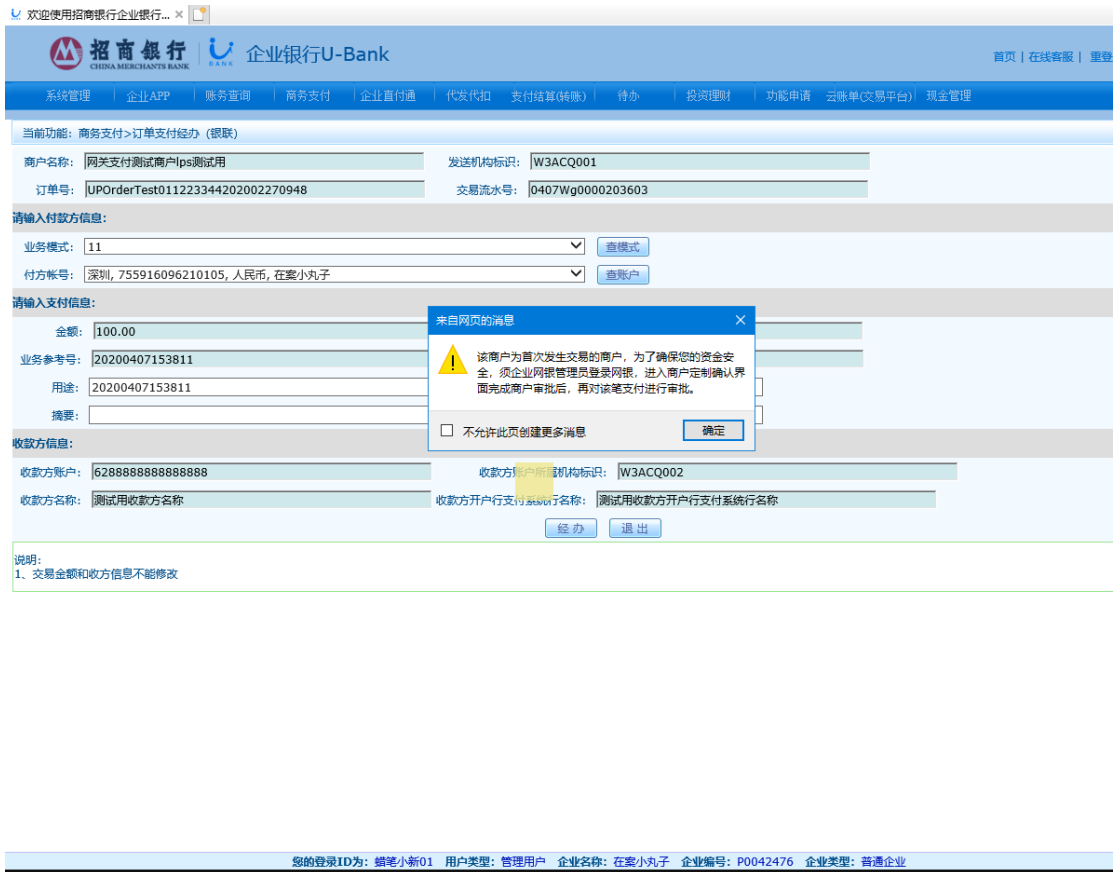 欢迎使用招商银行企业银行...
招商银行 CHINA MERCHANTS BANK U BANK 企业银行U-Bank
首页 | 在线客服 | 重登
系统管理 企业APP 账务查询 商务支付 企业直付通 代发代扣 支付结算(转账) 待办 投资理财 功能申请 云账单(交易平台) 现金管理
当前功能: 商务支付>订单支付经办 (银联)
商户名称: 网关支付测试商户lps测试用 发送机构标识: W3ACQ001
订单号: UPOrderTest011223344202002270948 交易流水号: 0407Wg0000203603
请输入付款方信息:
业务模式: 11 查模式
付方帐号: 深圳, 755916096210105, 人民币, 在案小丸子 查账户
请输入支付信息:
金额: 100.00
业务参考号: 20200407153811
用途: 20200407153811
摘要:
来自网页的消息
该商户为首次发生交易的商户，为了确保您的资金安
全，须企业网银管理员登录网银，进入商户定制确认界
面完成商户审批后，再对该笔支付进行审批。
不允许此页创建更多消息 确定
收款方信息:
收款方账户: 6288888888888888 收款方账户所属机构标识: W3ACQ002
收款方名称: 测试用收款方名称 收款方开户行支付系统行名称: 测试用收款方开户行支付系统行名称
经 办 退 出
说明:
1、交易金额和收方信息不能修改
您的登录ID为: 蜡笔小新01 用户类型: 管理用户 企业名称: 在案小丸子 企业编号: P0042476 企业类型: 普通企业